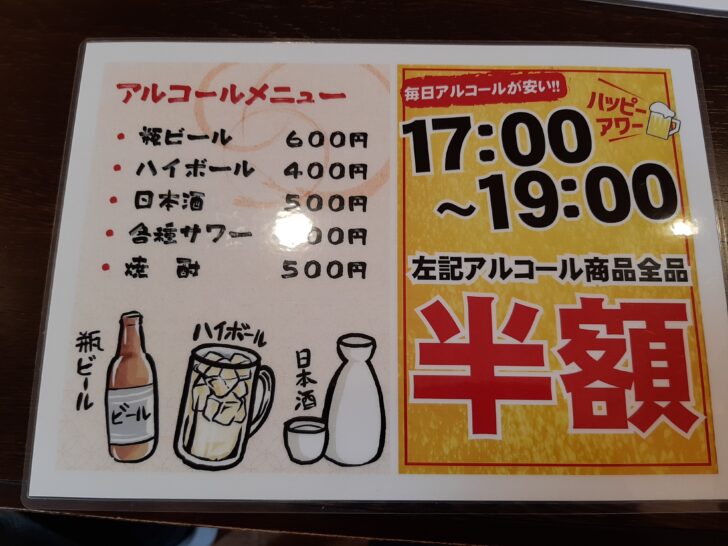 アルコールメニュー
・瓶ビール 600円
・ハイボール 400円
・日本酒 500円
・各種サワー 00円
・焼酎 500円
瓶ビール
ビール
ハイボール
日本酒
毎日アルコールが安い!!
ハッピー
アワー
17:00
~19:00
左記アルコール商品全品
半額